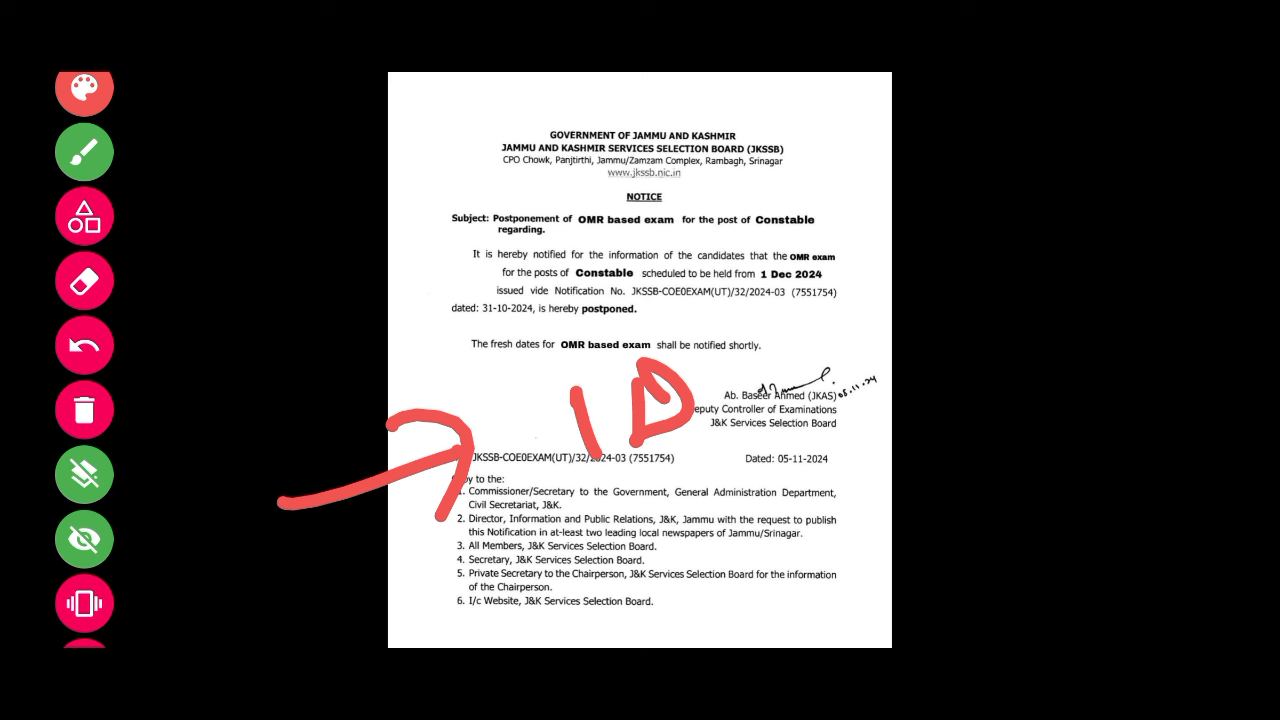 GOVERNMENT OF JAMMU AND KASHMIR
JAMMU AND KASHMIR SERVICES SELECTION BOARD (JKSSB)
CPO Chowk, Panjtirthi, Jammu/Zamzam Complex, Rambagh, Srinagar
www.jkssb.nic.in
NOTICE
Subject: Postponement of OMR based exam for the post of Constable
regarding.
It is hereby notified for the information of the candidates that the OMR exam
for the posts of Constable scheduled to be held from 1 Dec 2024
issued vide Notification No. JKSSB-COE0EXAM(UT)/32/2024-03 (7551754)
dated: 31-10-2024, is hereby postponed.
The fresh dates for OMR based exam shall be notified shortly.
05.11.24
Ab. Baseer Ahmed (JKAS)
eputy Controller of Examinations
J&K Services Selection Board
1 D
JKSSB-COE0EXAM(UT)/32/2024-03 (7551754) Dated: 05-11-2024
to the:
1. Commissioner/Secretary to the Government, General Administration Department,
Civil Secretariat, J&K.
2. Director, Information and Public Relations, J&K, Jammu with the request to publish
this Notification in at-least two leading local newspapers of Jammu/Srinagar.
3. All Members, J&K Services Selection Board.
4. Secretary, J&K Services Selection Board.
5. Private Secretary to the Chairperson, J&K Services Selection Board for the information
of the Chairperson.
6. I/c Website, J&K Services Selection Board.